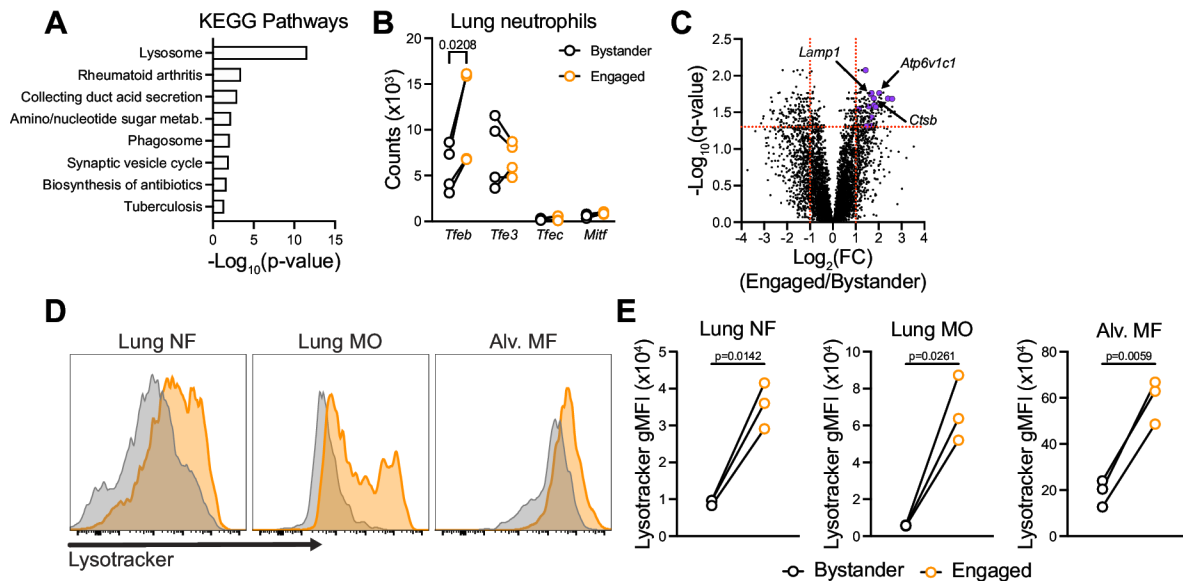 A
KEGG Pathways
Lysosome
Rheumatoid arthritis
Collecting duct acid secretion
Amino/nucleotide sugar metab.
Phagosome
Synaptic vesicle cycle
Biosynthesis of antibiotics
Tuberculosis
0 5 10 15
-Log10(p-value)
B
Lung neutrophils
Counts (x10³)
20
15
10
5
0
0.0208
Bystander
Engaged
Tfeb Tfe3 Tfec Mitf
C
-Log10(q-value)
2.5
2.0
1.5
1.0
0.5
0.0
Lamp1
Atp6v1c1
Ctsb
-4 -3 -2 -1 0 1 2 3 4
Log2(FC)
(Engaged/Bystander)
D
Lung NF
Lung MO
Alv. MF
Lysotracker
E
Lung NF
Lysotracker gMFI (x10⁴)
5
4
3
2
1
0
p=0.0142
Lung MO
Lysotracker gMFI (x10⁴)
10
8
6
4
2
0
p=0.0261
Alv. MF
Lysotracker gMFI (x10⁴)
80
60
40
20
0
p=0.0059
Bystander
Engaged